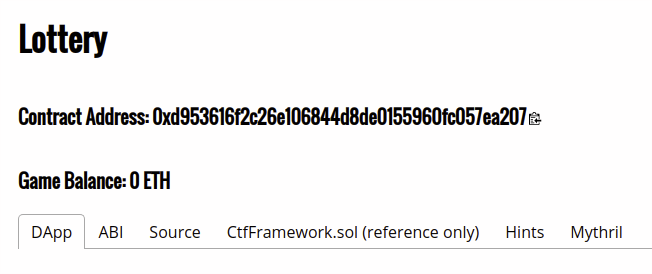 Lottery
Contract Address: 0xd953616f2c26e106844d8de0155960fc057ea207
Game Balance: 0 ETH
DApp ABI Source CtfFramework.sol (reference only) Hints Mythril